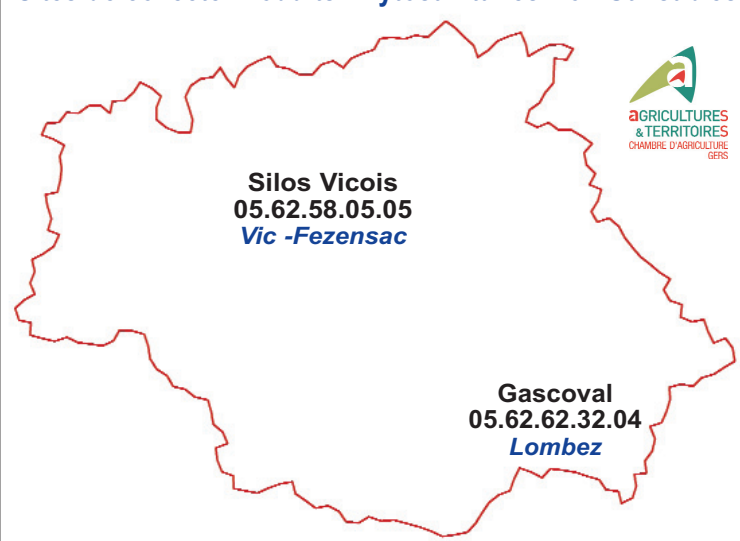 aGRICULTURES
& TERRITOIRES
CHAMBRE D'AGRICULTURE
GERS
Silos Vicois
05.62.58.05.05
Vic -Fezensac
Gascoval
05.62.62.32.04
Lombez